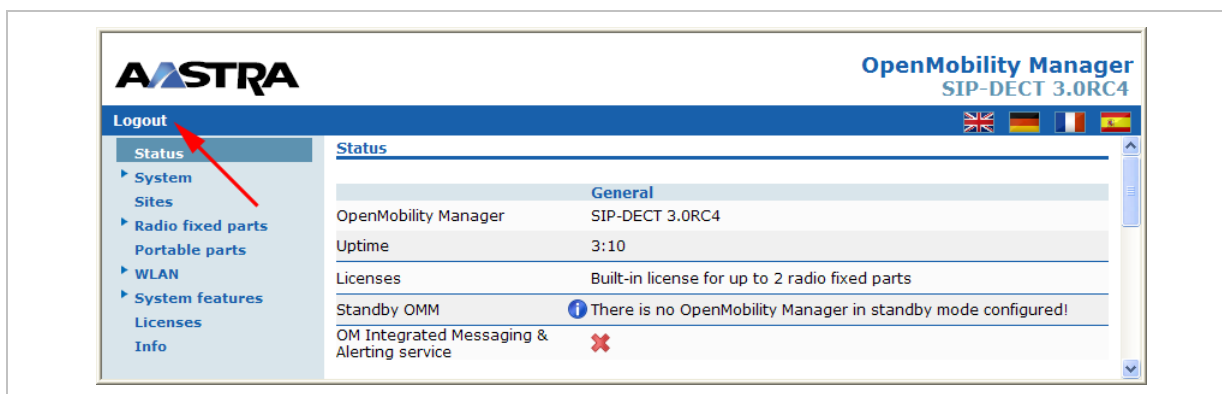 AASTRA
OpenMobility Manager
SIP-DECT 3.0RC4
Logout
Status
System
Sites
Radio fixed parts
Portable parts
WLAN
System features
Licenses
Info
Status
General
OpenMobility Manager SIP-DECT 3.0RC4
Uptime 3:10
Licenses Built-in license for up to 2 radio fixed parts
Standby OMM There is no OpenMobility Manager in standby mode configured!
OM Integrated Messaging &
Alerting service